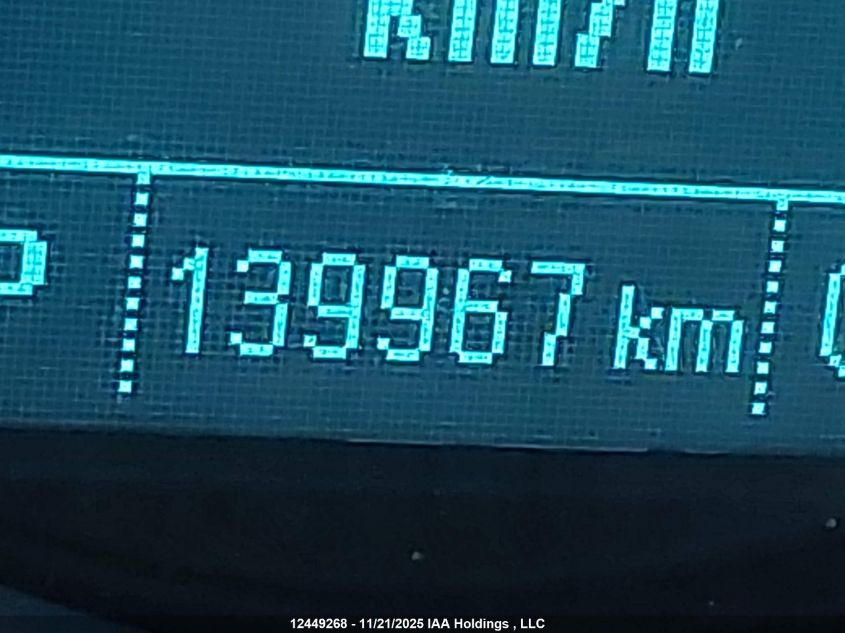 km/h
P 139967 km
12449268 - 11/21/2025 IAA Holdings , LLC